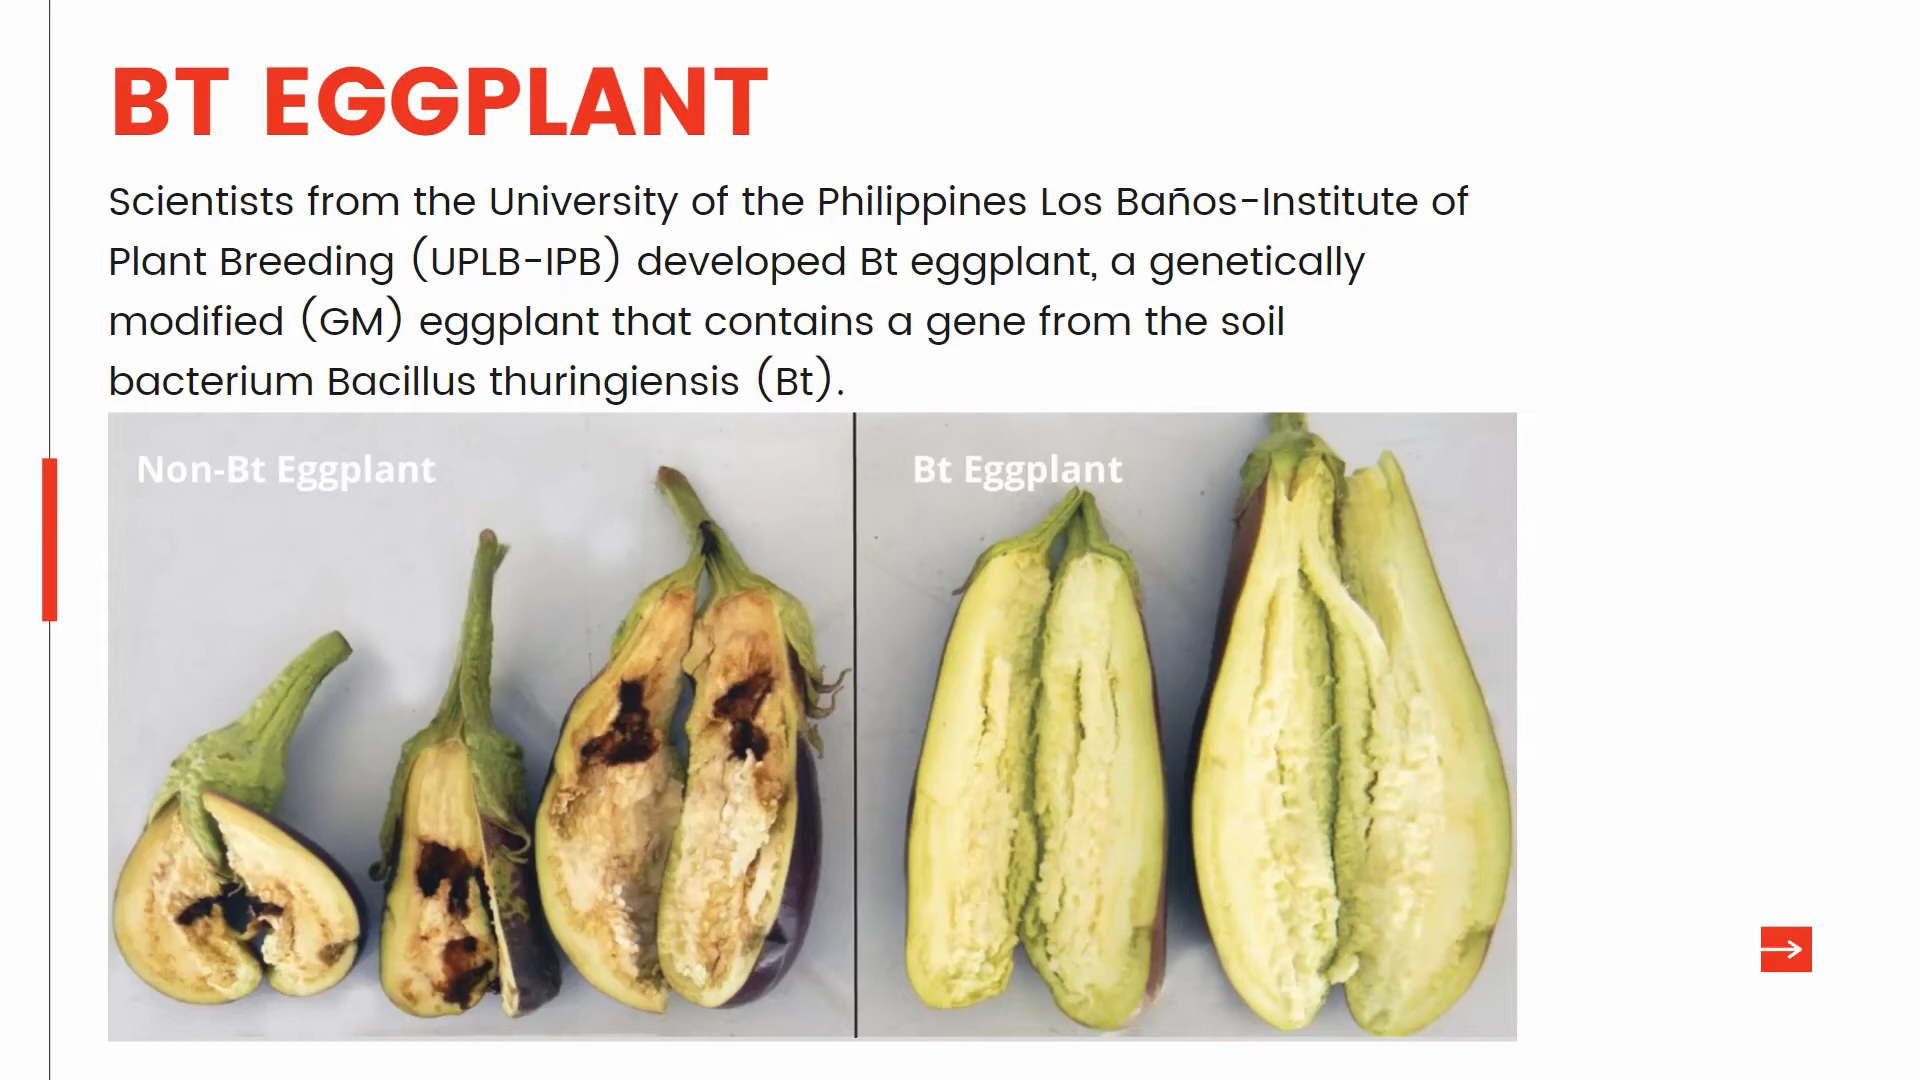 BT EGGPLANT
Scientists from the University of the Philippines Los Baños-Institute of
Plant Breeding (UPLB-IPB) developed Bt eggplant, a genetically
modified (GM) eggplant that contains a gene from the soil
bacterium Bacillus thuringiensis (Bt).
Non-Bt Eggplant
Bt Eggplant